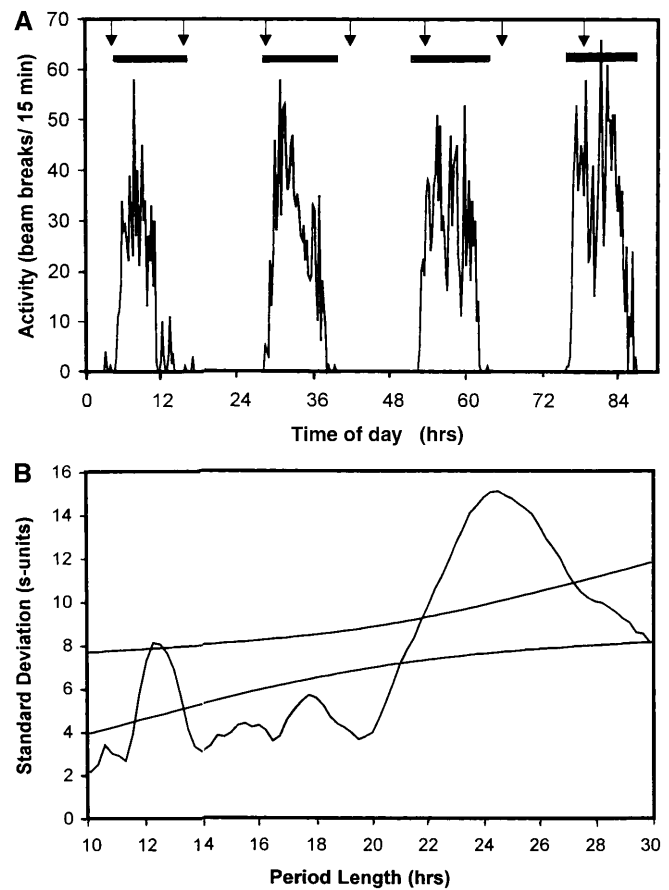 A
70
60
50
40
30
20
10
0
Activity (beam breaks/ 15 min)
0 12 24 36 48 60 72 84
Time of day (hrs)
B
16
14
12
10
8
6
4
2
0
Standard Deviation (s-units)
10 12 14 16 18 20 22 24 26 28 30
Period Length (hrs)